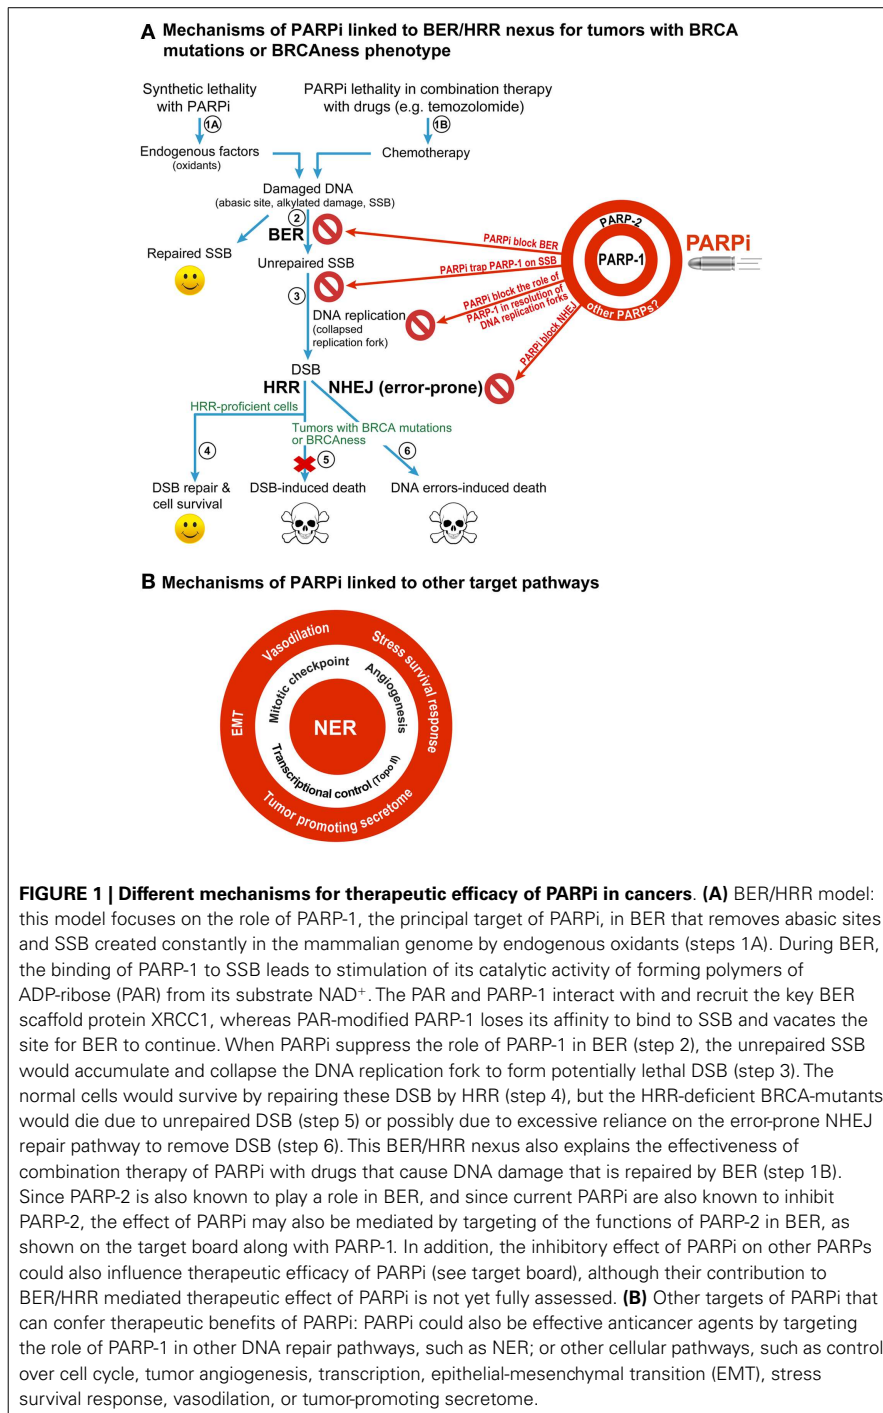 A Mechanisms of PARPi linked to BER/HRR nexus for tumors with BRCA
mutations or BRCAness phenotype
Synthetic lethality
with PARPi
PARPi lethality in combination therapy
with drugs (e.g. temozolomide)
1A
1B
Endogenous factors
(oxidants)
Chemotherapy
Damaged DNA
(abasic site, alkylated damage, SSB)
2
BER
Repaired SSB
Unrepaired SSB
3
DNA replication
(collapsed
replication fork)
PARPi block BER
PARPi trap PARP-1 on SSB
PARPi block the role of
PARP-1 in resolution of
DNA replication forks
PARPi block NHEJ
PARP-2
PARP-1
other PARPs?
PARPi
DSB
HRR
NHEJ (error-prone)
HRR-proficient cells
Tumors with BRCA mutations
or BRCAness
4
5
6
DSB repair &
cell survival
DSB-induced death
DNA errors-induced death
B Mechanisms of PARPi linked to other target pathways
Vasodilation
Stress survival response
EMT
Mitotic checkpoint
Angiogenesis
NER
Transcriptional control (Topo II)
Tumor promoting secretome
FIGURE 1 | Different mechanisms for therapeutic efficacy of PARPi in cancers. (A) BER/HRR model:
this model focuses on the role of PARP-1, the principal target of PARPi, in BER that removes abasic sites
and SSB created constantly in the mammalian genome by endogenous oxidants (steps 1A). During BER,
the binding of PARP-1 to SSB leads to stimulation of its catalytic activity of forming polymers of
ADP-ribose (PAR) from its substrate NAD+. The PAR and PARP-1 interact with and recruit the key BER
scaffold protein XRCC1, whereas PAR-modified PARP-1 loses its affinity to bind to SSB and vacates the
site for BER to continue. When PARPi suppress the role of PARP-1 in BER (step 2), the unrepaired SSB
would accumulate and collapse the DNA replication fork to form potentially lethal DSB (step 3). The
normal cells would survive by repairing these DSB by HRR (step 4), but the HRR-deficient BRCA-mutants
would die due to unrepaired DSB (step 5) or possibly due to excessive reliance on the error-prone NHEJ
repair pathway to remove DSB (step 6). This BER/HRR nexus also explains the effectiveness of
combination therapy of PARPi with drugs that cause DNA damage that is repaired by BER (step 1B).
Since PARP-2 is also known to play a role in BER, and since current PARPi are also known to inhibit
PARP-2, the effect of PARPi may also be mediated by targeting of the functions of PARP-2 in BER, as
shown on the target board along with PARP-1. In addition, the inhibitory effect of PARPi on other PARPs
could also influence therapeutic efficacy of PARPi (see target board), although their contribution to
BER/HRR mediated therapeutic effect of PARPi is not yet fully assessed. (B) Other targets of PARPi that
can confer therapeutic benefits of PARPi: PARPi could also be effective anticancer agents by targeting
the role of PARP-1 in other DNA repair pathways, such as NER; or other cellular pathways, such as control
over cell cycle, tumor angiogenesis, transcription, epithelial-mesenchymal transition (EMT), stress
survival response, vasodilation, or tumor-promoting secretome.